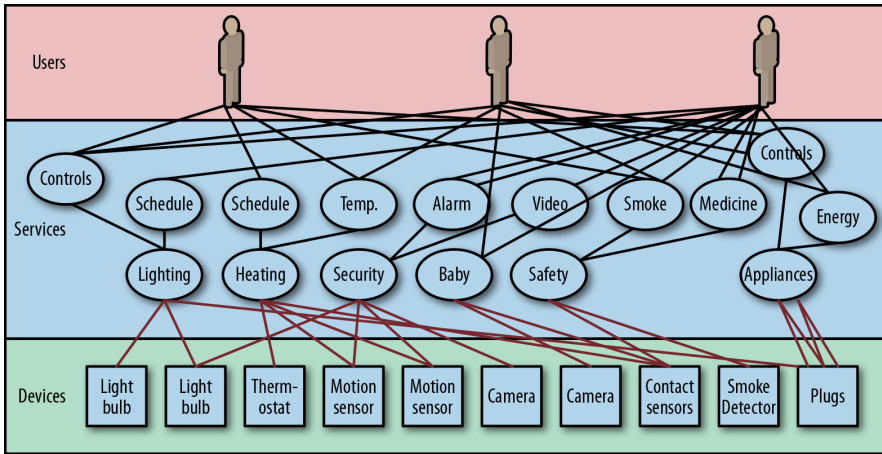 Users
Services
Controls
Controls
Schedule
Schedule
Temp.
Alarm
Video
Smoke
Medicine
Energy
Lighting
Heating
Security
Baby
Safety
Appliances
Devices
Light
bulb
Light
bulb
Therm-
ostat
Motion
sensor
Motion
sensor
Camera
Camera
Contact
sensors
Smoke
Detector
Plugs